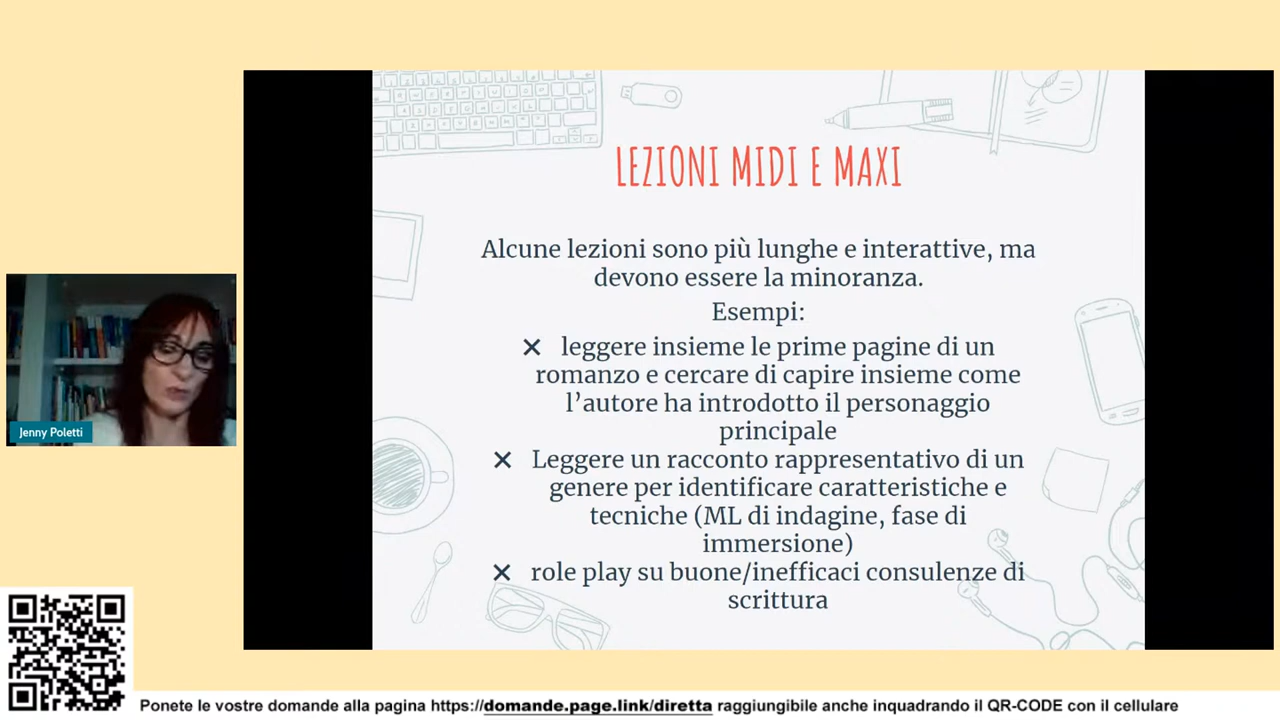 LEZIONI MIDI E MAXI
Alcune lezioni sono più lunghe e interattive, ma
devono essere la minoranza.
Esempi:
✕ leggere insieme le prime pagine di un
romanzo e cercare di capire insieme come
l'autore ha introdotto il personaggio
principale
✕ Leggere un racconto rappresentativo di un
genere per identificare caratteristiche e
tecniche (ML di indagine, fase di
immersione)
✕ role play su buone/inefficaci consulenze di
scrittura
Jenny Poletti
Ponete le vostre domande alla pagina https://domande.page.link/diretta raggiungibile anche inquadrando il QR-CODE con il cellulare